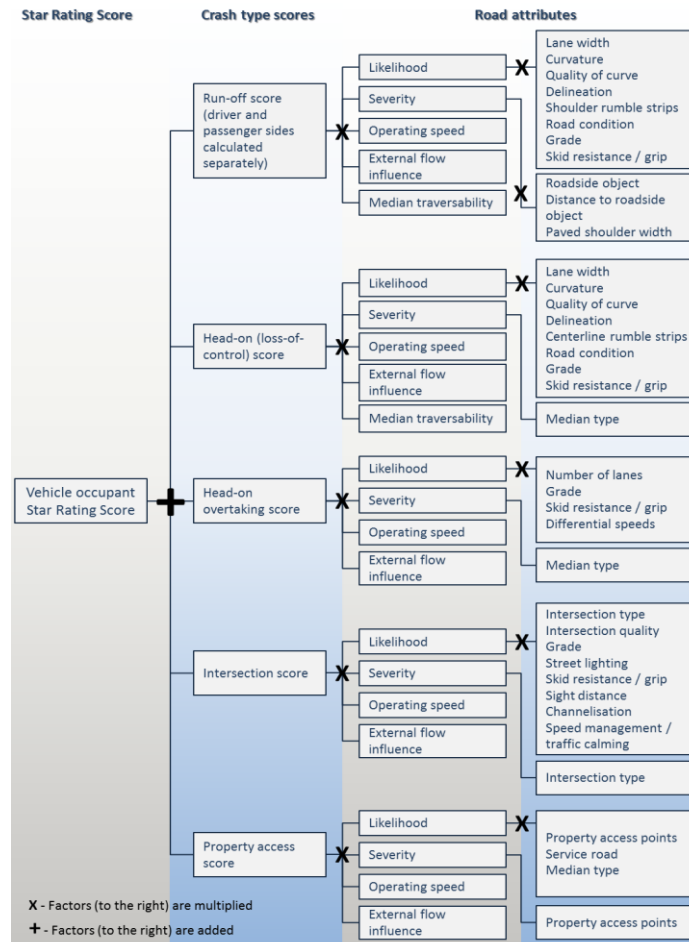 Star Rating Score
Crash type scores
Road attributes
Vehicle occupant
Star Rating Score
+
Run-off score
(driver and
passenger sides
calculated
separately)
X
Likelihood
X
Lane width
Curvature
Quality of curve
Delineation
Shoulder rumble strips
Road condition
Grade
Skid resistance / grip
Severity
X
Roadside object
Distance to roadside
object
Paved shoulder width
Operating speed
External flow
influence
Median traversability
Head-on (loss-of-
control) score
X
Likelihood
X
Lane width
Curvature
Quality of curve
Delineation
Centerline rumble strips
Road condition
Grade
Skid resistance / grip
Severity
Median type
Operating speed
External flow
influence
Median traversability
Head-on
overtaking score
X
Likelihood
X
Number of lanes
Grade
Skid resistance / grip
Differential speeds
Severity
Median type
Operating speed
External flow
influence
Intersection score
X
Likelihood
X
Intersection type
Intersection quality
Grade
Street lighting
Skid resistance / grip
Sight distance
Channelisation
Speed management /
traffic calming
Severity
Intersection type
Operating speed
External flow
influence
Property access
score
X
Likelihood
X
Property access points
Service road
Median type
Severity
Property access points
Operating speed
External flow
influence
X - Factors (to the right) are multiplied
+ - Factors (to the right) are added